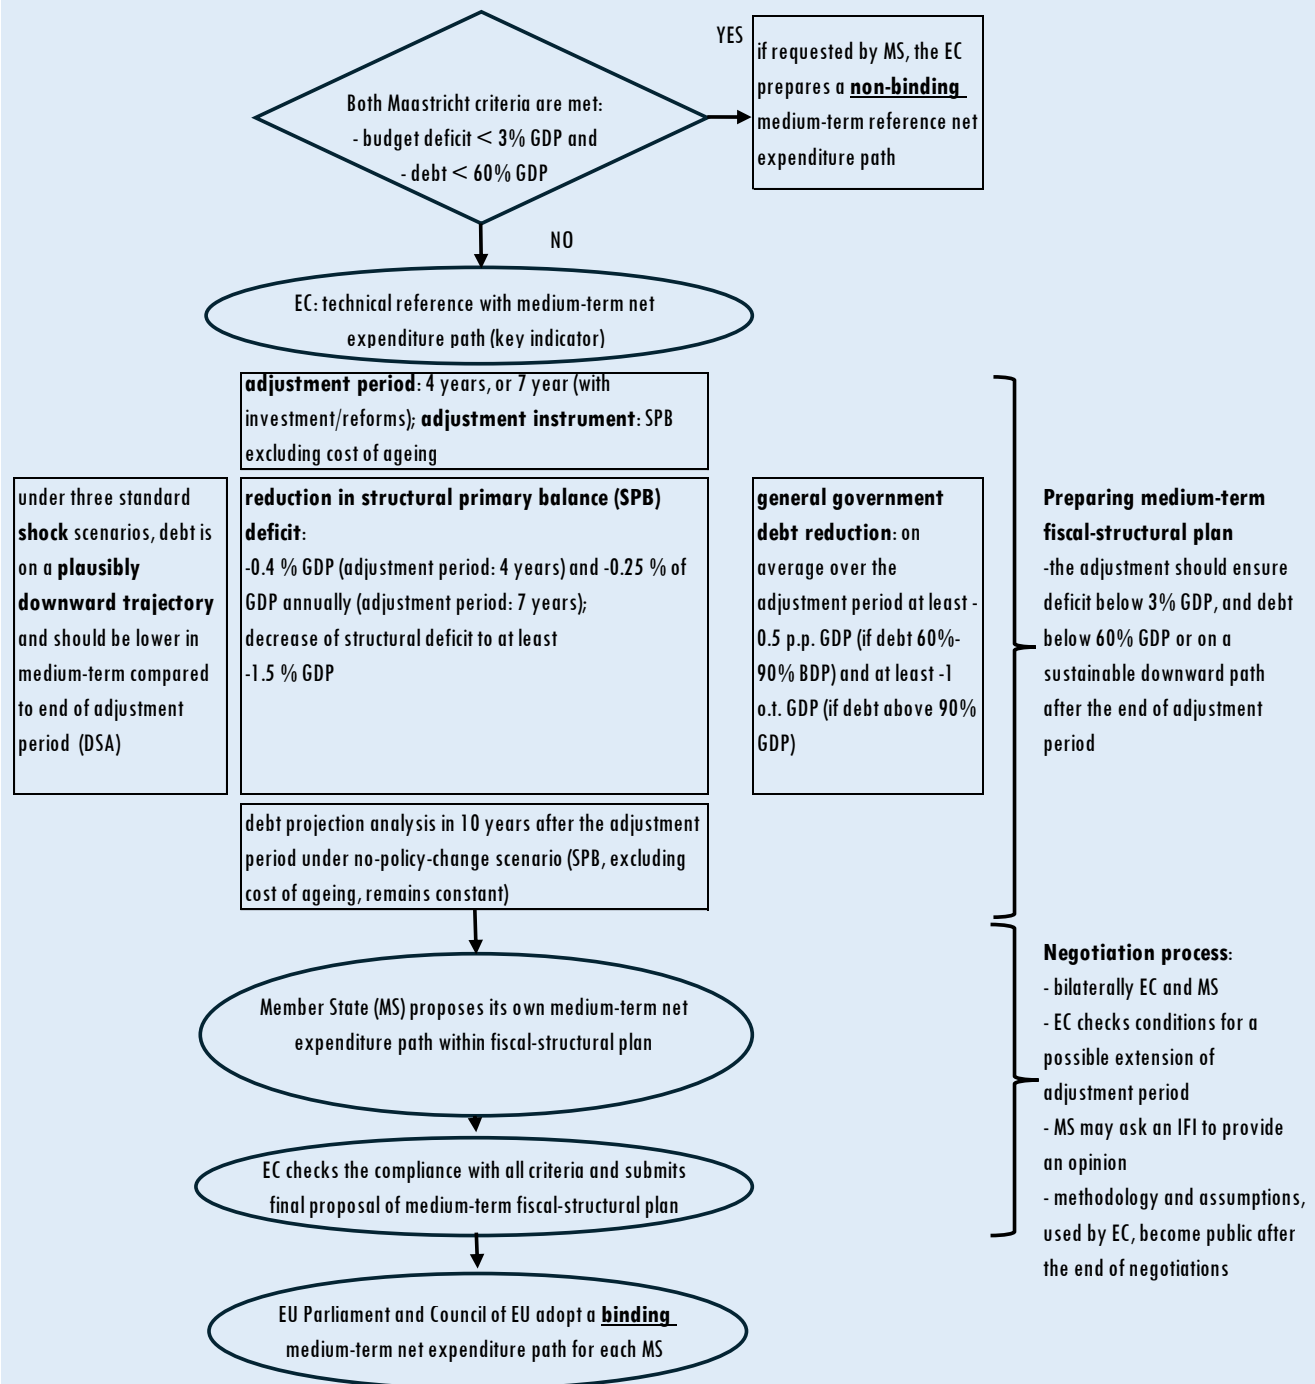 Both Maastricht criteria are met:
- budget deficit < 3% GDP and
- debt < 60% GDP
YES
if requested by MS, the EC
prepares a non-binding
medium-term reference net
expenditure path
NO
EC: technical reference with medium-term net
expenditure path (key indicator)
adjustment period: 4 years, or 7 year (with
investment/reforms); adjustment instrument: SPB
excluding cost of ageing
under three standard
shock scenarios, debt is
on a plausibly
downward trajectory
and should be lower in
medium-term compared
to end of adjustment
period (DSA)
reduction in structural primary balance (SPB)
deficit:
-0.4 % GDP (adjustment period: 4 years) and -0.25 % of
GDP annually (adjustment period: 7 years);
decrease of structural deficit to at least
-1.5 % GDP
general government
debt reduction: on
average over the
adjustment period at least -
0.5 p.p. GDP (if debt 60%-
90% BDP) and at least -1
o.t. GDP (if debt above 90%
GDP)
Preparing medium-term
fiscal-structural plan
-the adjustment should ensure
deficit below 3% GDP, and debt
below 60% GDP or on a
sustainable downward path
after the end of adjustment
period
debt projection analysis in 10 years after the adjustment
period under no-policy-change scenario (SPB, excluding
cost of ageing, remains constant)
Member State (MS) proposes its own medium-term net
expenditure path within fiscal-structural plan
EC checks the compliance with all criteria and submits
final proposal of medium-term fiscal-structural plan
Negotiation process:
- bilaterally EC and MS
- EC checks conditions for a
possible extension of
adjustment period
- MS may ask an IFI to provide
an opinion
- methodology and assumptions,
used by EC, become public after
the end of negotiations
EU Parliament and Council of EU adopt a binding
medium-term net expenditure path for each MS